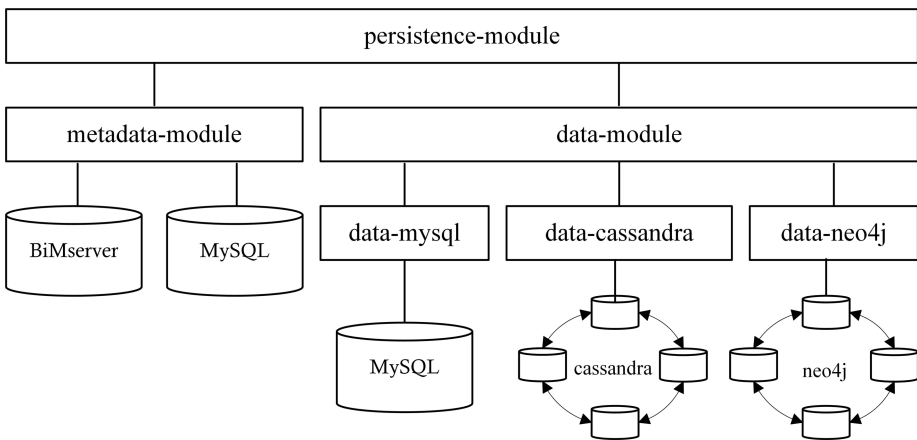 persistence-module
metadata-module
data-module
BiMserver
MySQL
data-mysql
data-cassandra
data-neo4j
MySQL
cassandra
neo4j